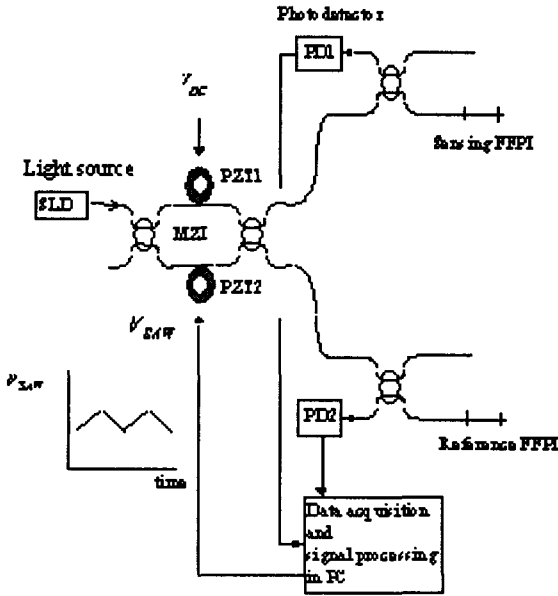 Photo detector
PD1
V_DC
Sensing FFPI
Light source
PZT1
SLD
MZI
PZT2
V_SAW
V_SAW
PD2
Reference FFPI
time
Data acquisition
and
signal processing
in PC